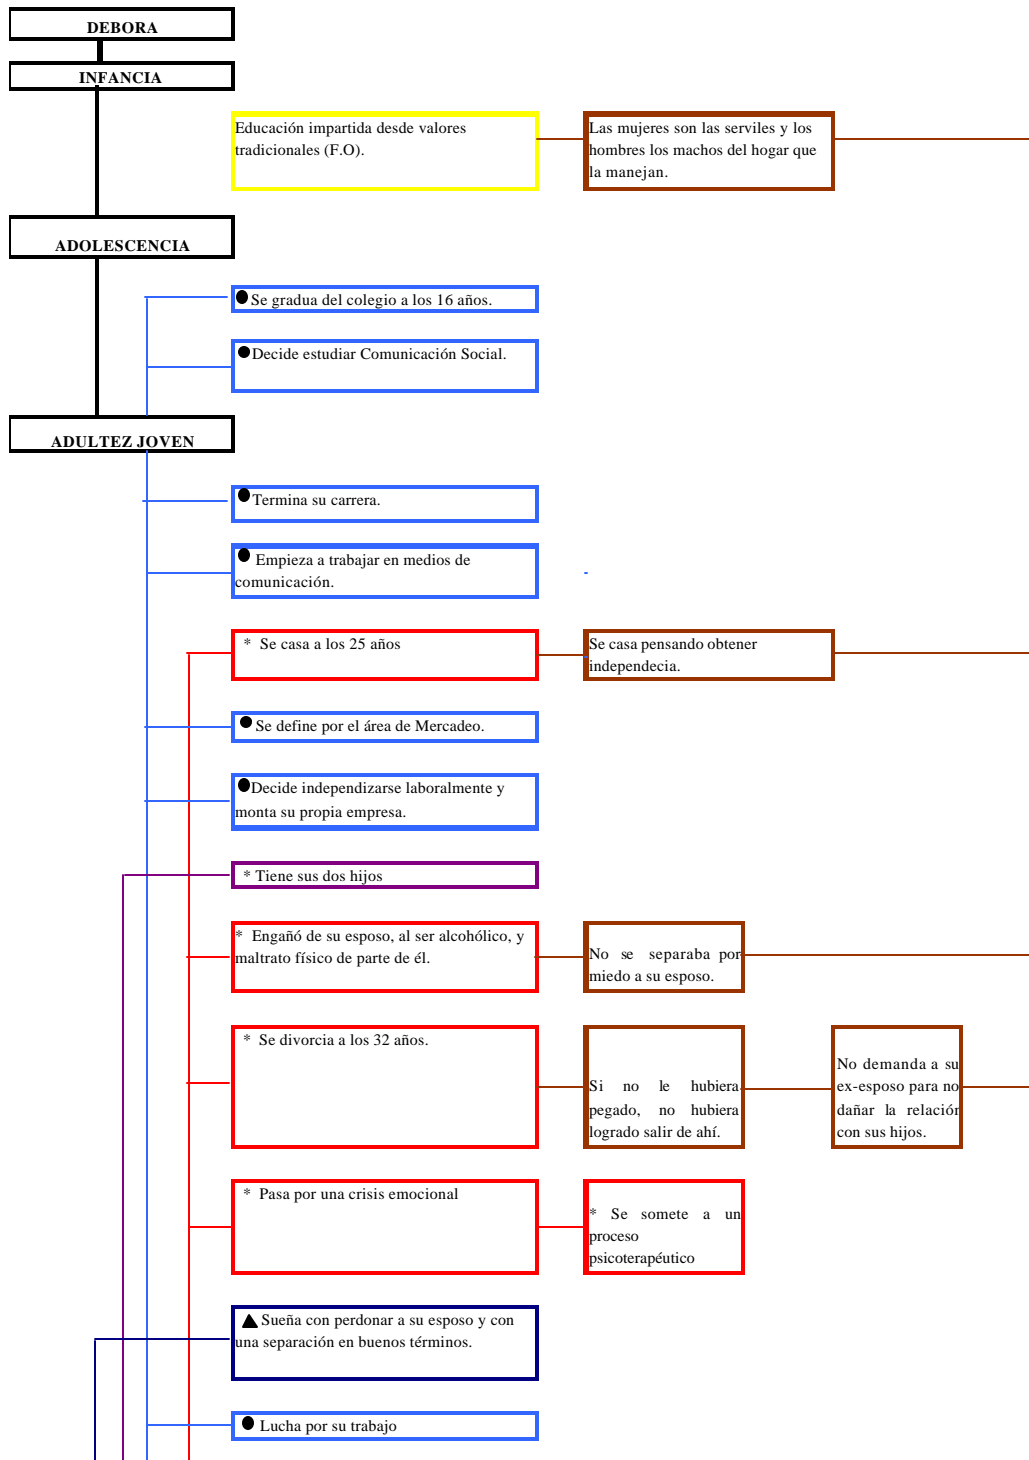 DEBORA
INFANCIA
Educación impartida desde valores
tradicionales (F.O).
Las mujeres son las serviles y los
hombres los machos del hogar que
la manejan.
ADOLESCENCIA
● Se gradua del colegio a los 16 años.
● Decide estudiar Comunicación Social.
ADULTEZ JOVEN
● Termina su carrera.
● Empieza a trabajar en medios de
comunicación.
* Se casa a los 25 años
Se casa pensando obtener
independecia.
● Se define por el área de Mercadeo.
● Decide independizarse laboralmente y
monta su propia empresa.
* Tiene sus dos hijos
* Engañó de su esposo, al ser alcohólico, y
maltrato físico de parte de él.
No se separaba por
miedo a su esposo.
* Se divorcia a los 32 años.
Si no le hubiera
pegado, no hubiera
logrado salir de ahí.
No demanda a su
ex-esposo para no
dañar la relación
con sus hijos.
* Pasa por una crisis emocional
* Se somete a un
proceso
psicoterapéutico
▲ Sueña con perdonar a su esposo y con
una separación en buenos términos.
● Lucha por su trabajo